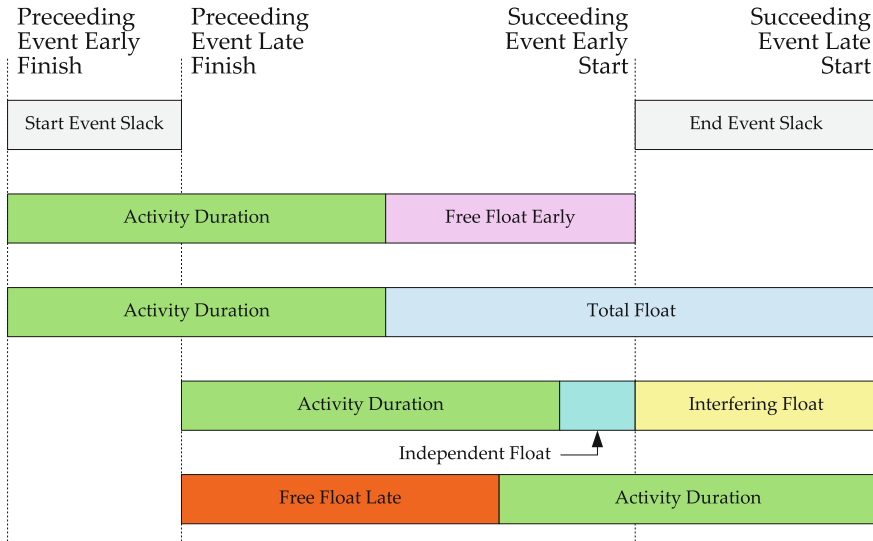 Preceeding
Event Early
Finish
Preceeding
Event Late
Finish
Succeeding
Event Early
Start
Succeeding
Event Late
Start
Start Event Slack
End Event Slack
Activity Duration
Free Float Early
Activity Duration
Total Float
Activity Duration
Interfering Float
Independent Float
Free Float Late
Activity Duration